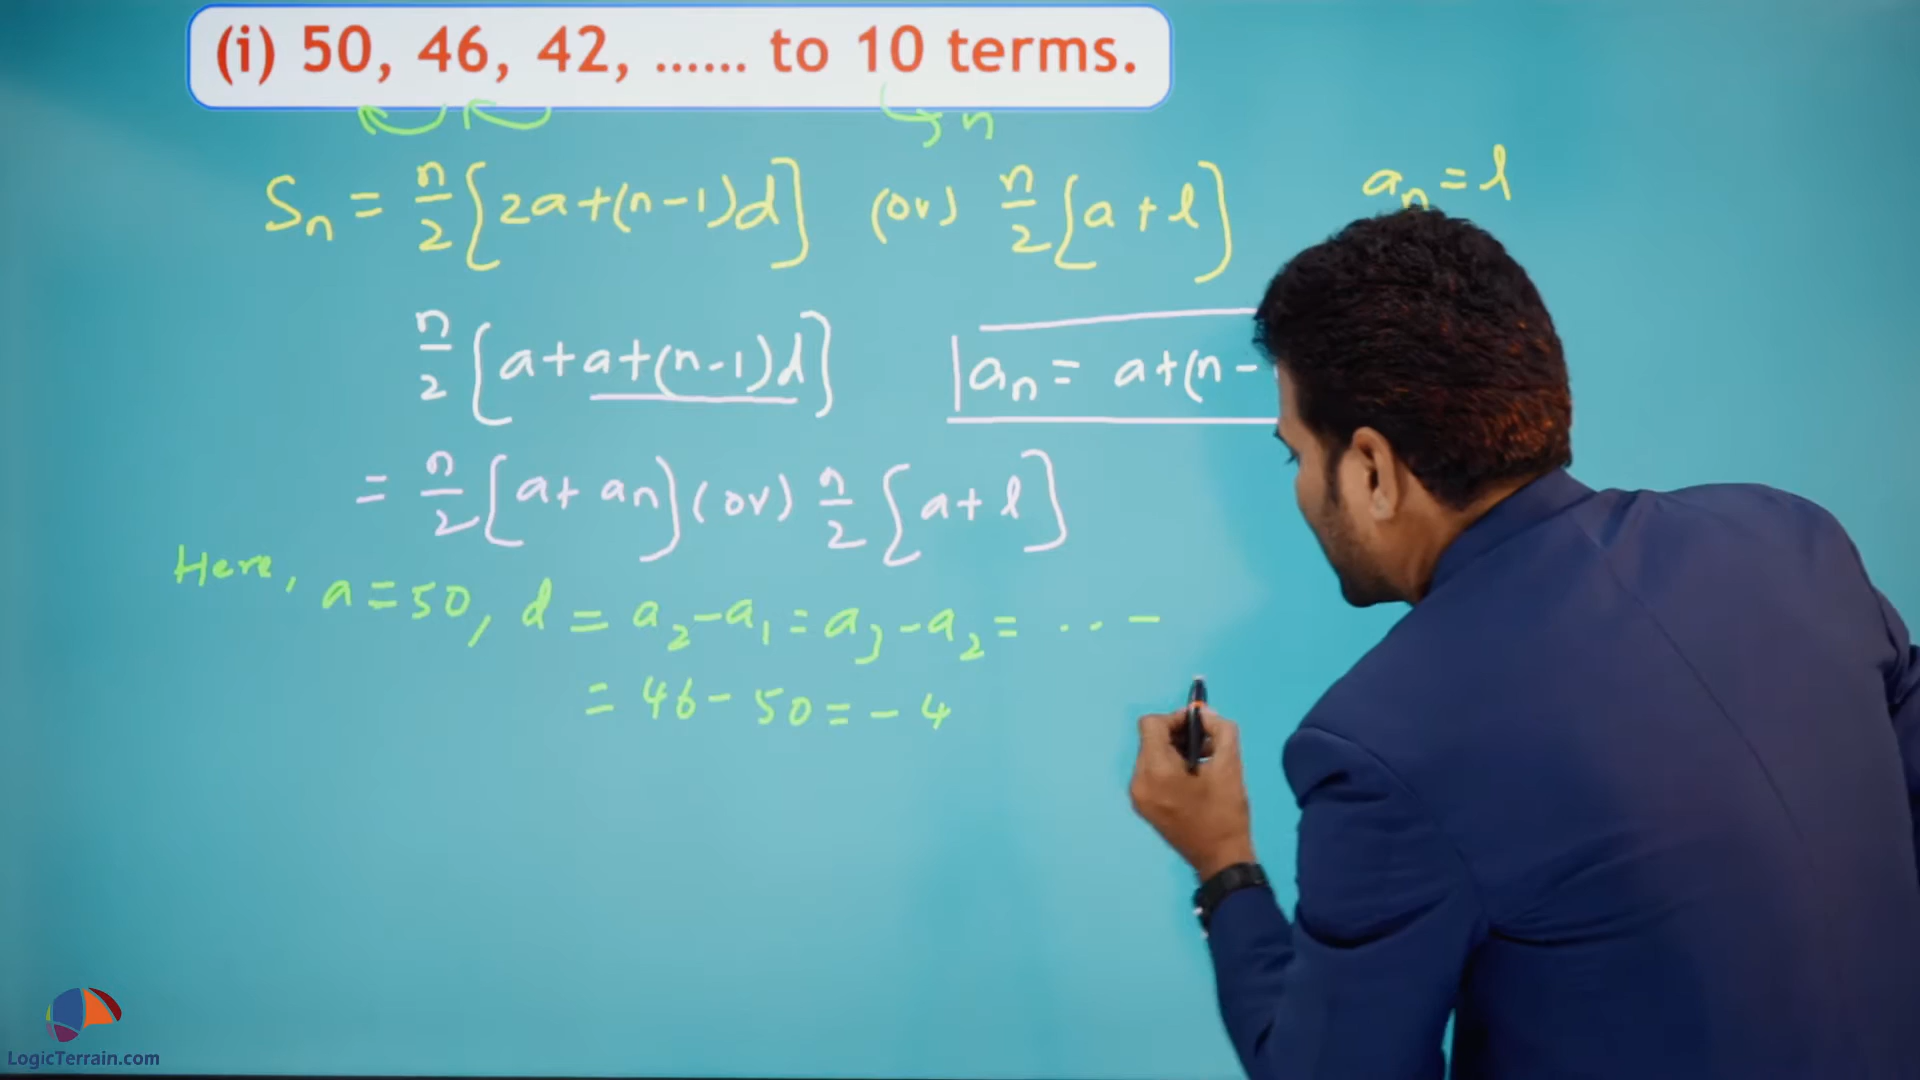 (i) 50, 46, 42, ...... to 10 terms.
n
Sn = n/2 [2a+(n-1)d] (or) n/2 [a+l] an = l
n/2 [a+a+(n-1)d] an = a+(n-
= n/2 [a+an] (or) n/2 [a+l]
Here, a=50, d = a2-a1 = a3-a2 = ...-
= 46-50 = -4
LogicTerrain.com